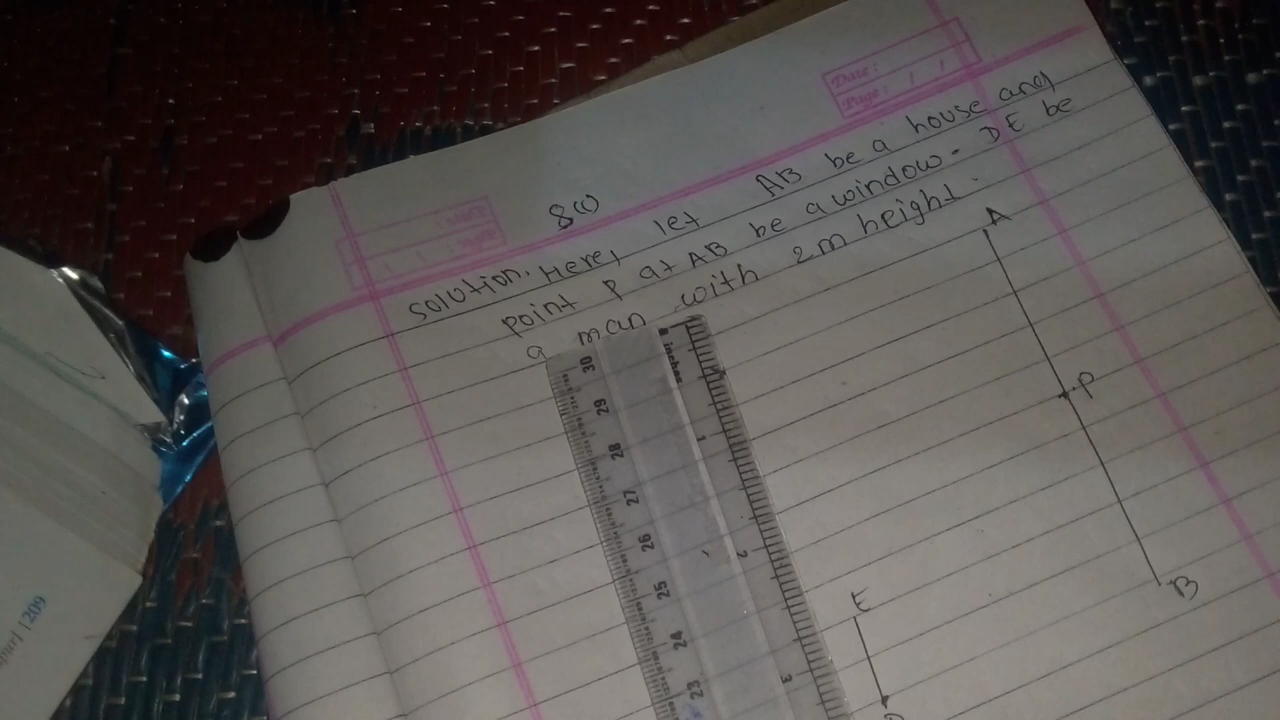 Date:
Page: / /
8(i)
solution. Here, let AB be a house and
point P at AB be a window. DE be
a man with 2m height.
A
P
B
E
inches
1
2
3
30
29
28
27
26
25
24
23
|209